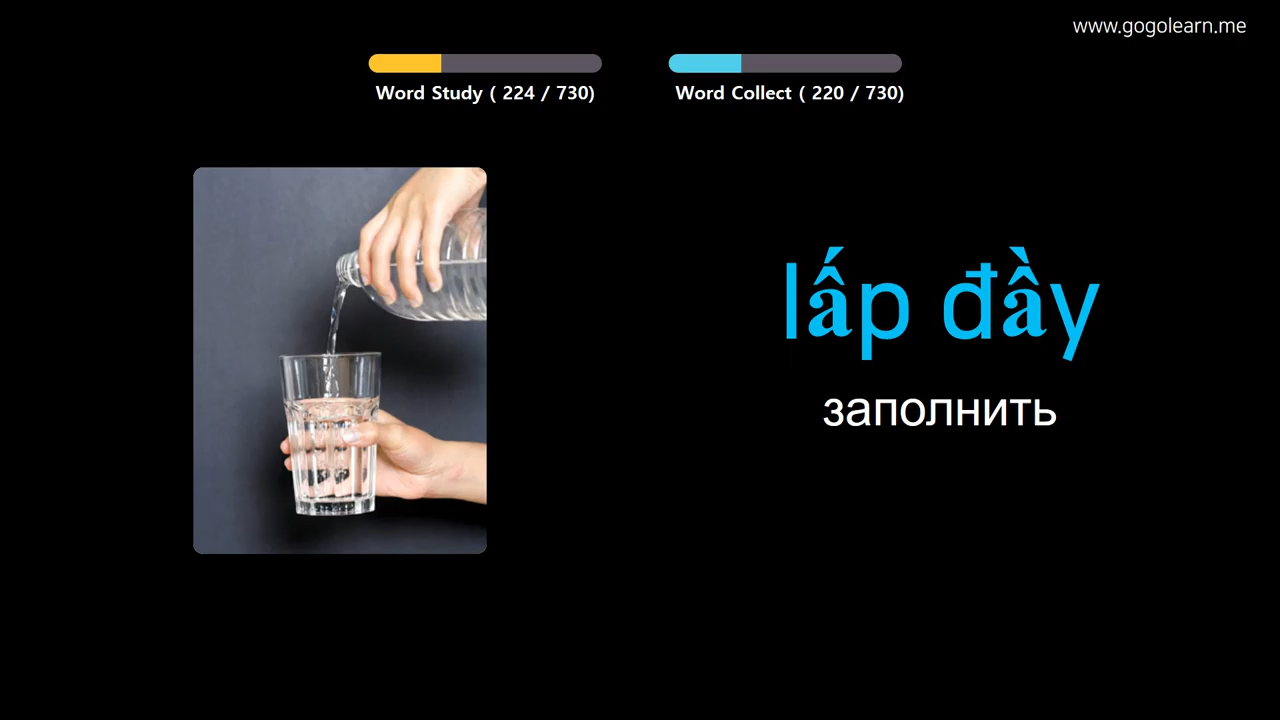 www.gogolearn.me
Word Study ( 224 / 730)
Word Collect ( 220 / 730)
lấp đầy
заполнить